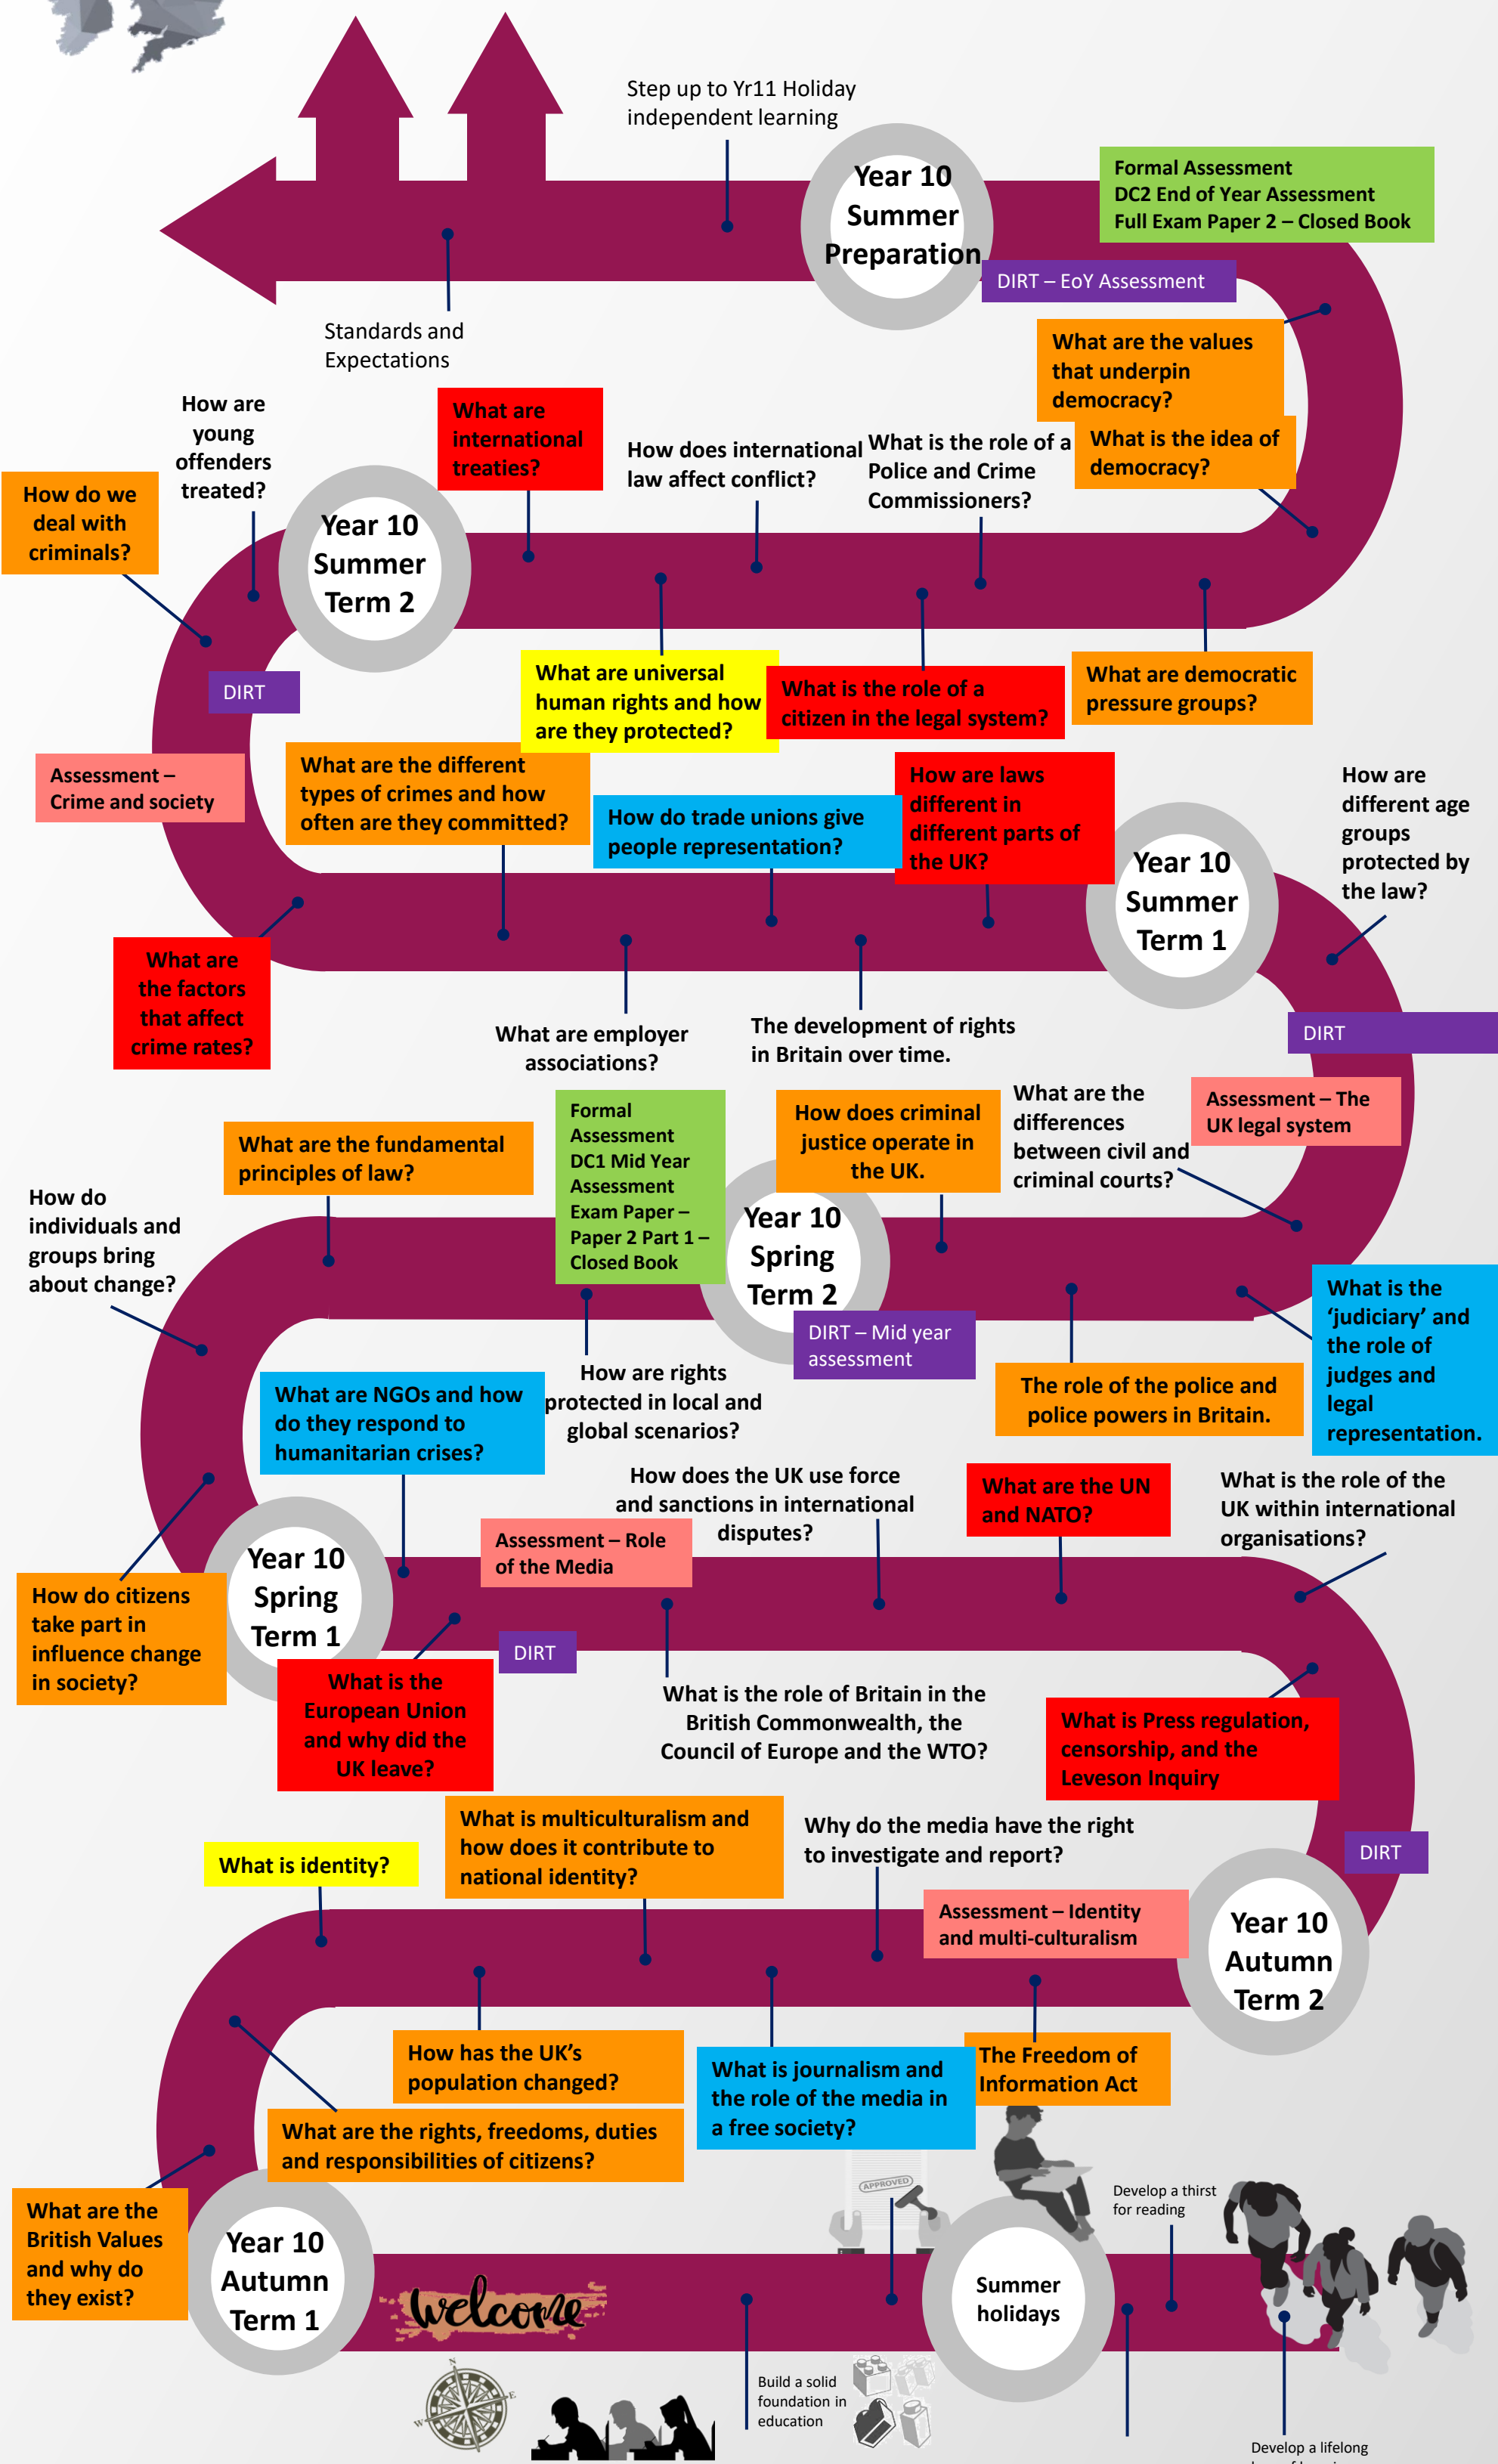 Step up to Yr11 Holiday
independent learning
Year 10
Summer
Preparation
Formal Assessment
DC2 End of Year Assessment
Full Exam Paper 2 – Closed Book
DIRT – EoY Assessment
Standards and
Expectations
What are the values
that underpin
democracy?
How are
young
offenders
treated?
What are
international
treaties?
How does international
law affect conflict?
What is the role of a
Police and Crime
Commissioners?
What is the idea of
democracy?
How do we
deal with
criminals?
Year 10
Summer
Term 2
DIRT
What are universal
human rights and how
are they protected?
What is the role of a
citizen in the legal system?
What are democratic
pressure groups?
Assessment –
Crime and society
What are the different
types of crimes and how
often are they committed?
How do trade unions give
people representation?
How are laws
different in
different parts of
the UK?
Year 10
Summer
Term 1
How are
different age
groups
protected by
the law?
What are
the factors
that affect
crime rates?
What are employer
associations?
The development of rights
in Britain over time.
DIRT
What are the fundamental
principles of law?
Formal
Assessment
DC1 Mid Year
Assessment
Exam Paper –
Paper 2 Part 1 –
Closed Book
How does criminal
justice operate in
the UK.
What are the
differences
between civil and
criminal courts?
Assessment – The
UK legal system
How do
individuals and
groups bring
about change?
Year 10
Spring
Term 2
DIRT – Mid year
assessment
What is the
‘judiciary’ and
the role of
judges and
legal
representation.
What are NGOs and how
do they respond to
humanitarian crises?
How are rights
protected in local and
global scenarios?
The role of the police and
police powers in Britain.
How does the UK use force
and sanctions in international
disputes?
What are the UN
and NATO?
What is the role of the
UK within international
organisations?
Assessment – Role
of the Media
Year 10
Spring
Term 1
How do citizens
take part in
influence change
in society?
DIRT
What is the
European Union
and why did the
UK leave?
What is the role of Britain in the
British Commonwealth, the
Council of Europe and the WTO?
What is Press regulation,
censorship, and the
Leveson Inquiry
What is identity?
What is multiculturalism and
how does it contribute to
national identity?
Why do the media have the right
to investigate and report?
DIRT
Assessment – Identity
and multi-culturalism
Year 10
Autumn
Term 2
How has the UK’s
population changed?
What is journalism and
the role of the media in
a free society?
The Freedom of
Information Act
What are the rights, freedoms, duties
and responsibilities of citizens?
What are the
British Values
and why do
they exist?
Year 10
Autumn
Term 1
APPROVED
Develop a thirst
for reading
welcome
Summer
holidays
N
E
W
Build a solid
foundation in
education
Develop a lifelong